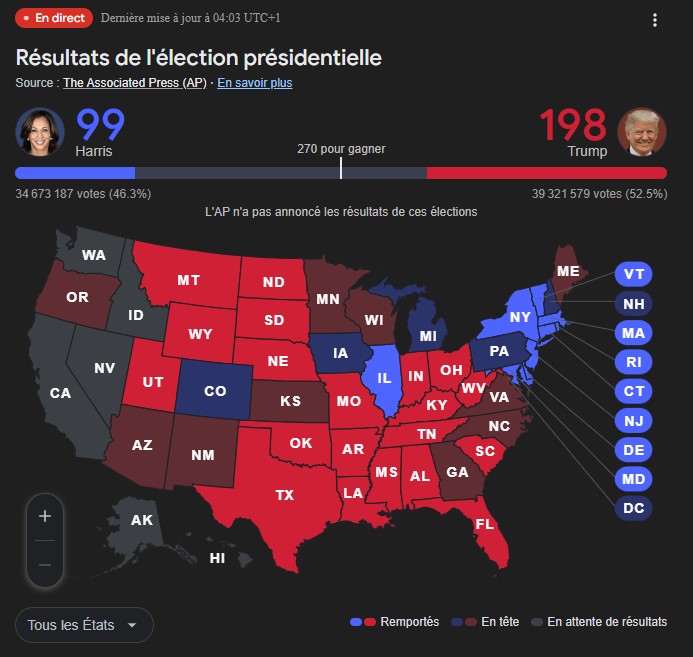 En direct Dernière mise à jour à 04:03 UTC+1
Résultats de l'élection présidentielle
Source : The Associated Press (AP) · En savoir plus
99 198
Harris 270 pour gagner Trump
34 673 187 votes (46.3%) 39 321 579 votes (52.5%)
L'AP n'a pas annoncé les résultats de ces élections
WA
MT ND ME VT
OR MN
ID SD WI NY NH
WY MI MA
IA PA
NE RI
NV UT CO IL IN OH
CA KS MO WV VA CT
KY
NC NJ
AZ NM OK AR TN
SC DE
MS AL GA
TX LA MD
AK FL DC
+
HI
−
Tous les États
Remportés En tête En attente de résultats